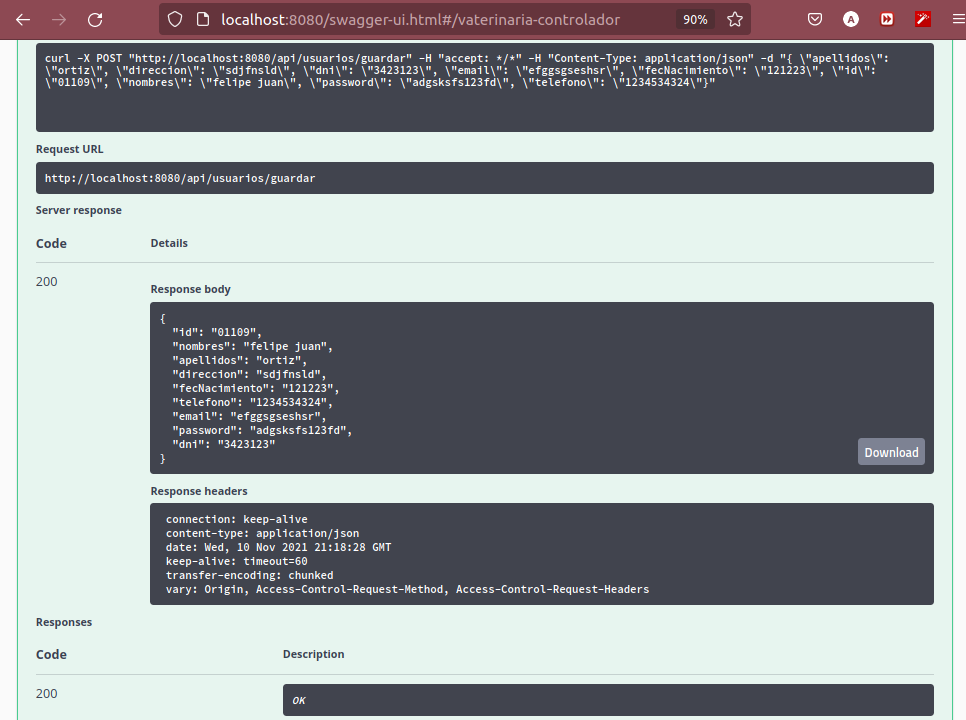 localhost:8080/swagger-ui.html#/vaterinaria-controlador
90%
A
curl -X POST "http://localhost:8080/api/usuarios/guardar" -H "accept: */*" -H "Content-Type: application/json" -d "{ \"apellidos\":
\"ortiz\", \"direccion\": \"sdjfnsld\", \"dni\": \"3423123\", \"email\": \"efggsgseshsr\", \"fecNacimiento\": \"121223\", \"id\":
\"01109\", \"nombres\": \"felipe juan\", \"password\": \"adgsksfs123fd\", \"telefono\": \"1234534324\"}"
Request URL
http://localhost:8080/api/usuarios/guardar
Server response
Code Details
200
Response body
{
"id": "01109",
"nombres": "felipe juan",
"apellidos": "ortiz",
"direccion": "sdjfnsld",
"fecNacimiento": "121223",
"telefono": "1234534324",
"email": "efggsgseshsr",
"password": "adgsksfs123fd",
"dni": "3423123"
}
Download
Response headers
connection: keep-alive
content-type: application/json
date: Wed, 10 Nov 2021 21:18:28 GMT
keep-alive: timeout=60
transfer-encoding: chunked
vary: Origin, Access-Control-Request-Method, Access-Control-Request-Headers
Responses
Code Description
200
OK